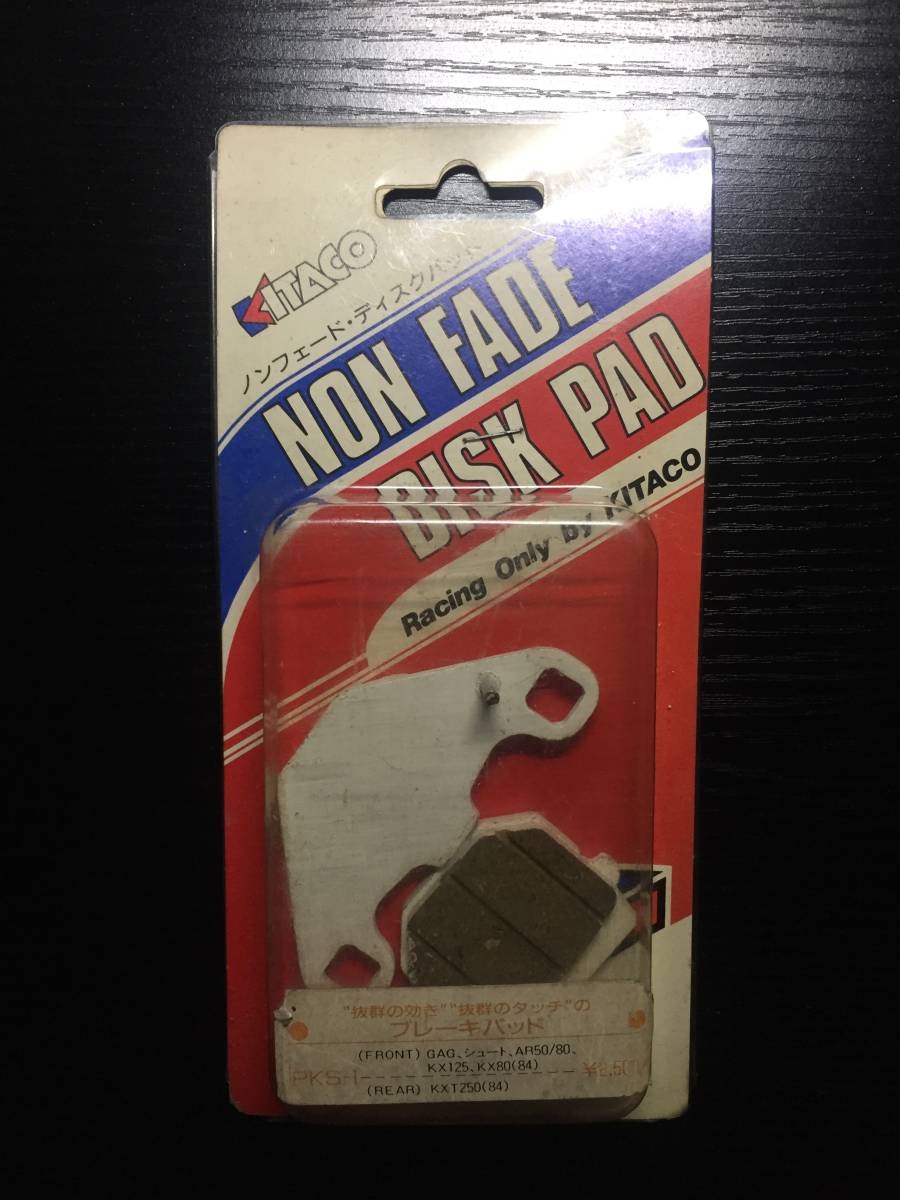 KITACO
ノンフェード・ディスクパッド
NON FADE
DISK PAD
Racing Only by KITACO
"抜群の効き" "抜群のタッチ"の
ブレーキパッド
(FRONT) GAG、シュート、AR50/80、
KX125、KX80(84)
PKS-1 ¥2,500
(REAR) KXT250(84)